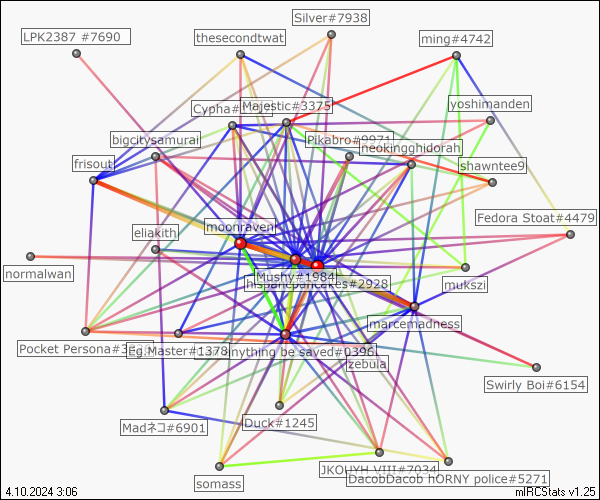 Silver#7938
LPK2387 #7690
thesecondtwat
ming#4742
yoshimanden
Cypha#
Majestic#3375
Pikabro#9971
bigcitysamurai
neokingghidorah
frisout
shawntee9
Fedora Stoat#4479
moonraven
eliakith
normalwan
Mushy#1984
hispanicpancakes#2928
mukszi
marcemadness
Pocket Persona#3
Eg.Master#1378
anything be saved#0396
zebula
Swirly Boi#6154
Madネコ#6901
Duck#1245
somass
JKOUYH VIII#7034
DacobDacob hORNY police#5271
4.10.2024 3:06
mIRCStats v1.25